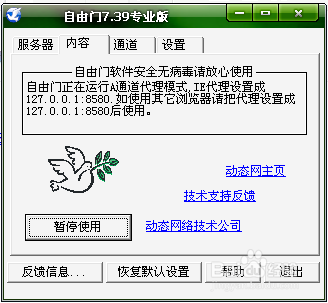 自由门7.39专业版
服务器 内容 通道 设置
自由门软件安全无病毒请放心使用
自由门正在运行A通道代理模式,IE代理设置成
127.0.0.1:8580.如使用其它浏览器请把代理设置成
127.0.0.1:8580后使用。
动态网主页
技术支持反馈
暂停使用 动态网络技术公司
反馈信息... 恢复默认设置 帮助 退出